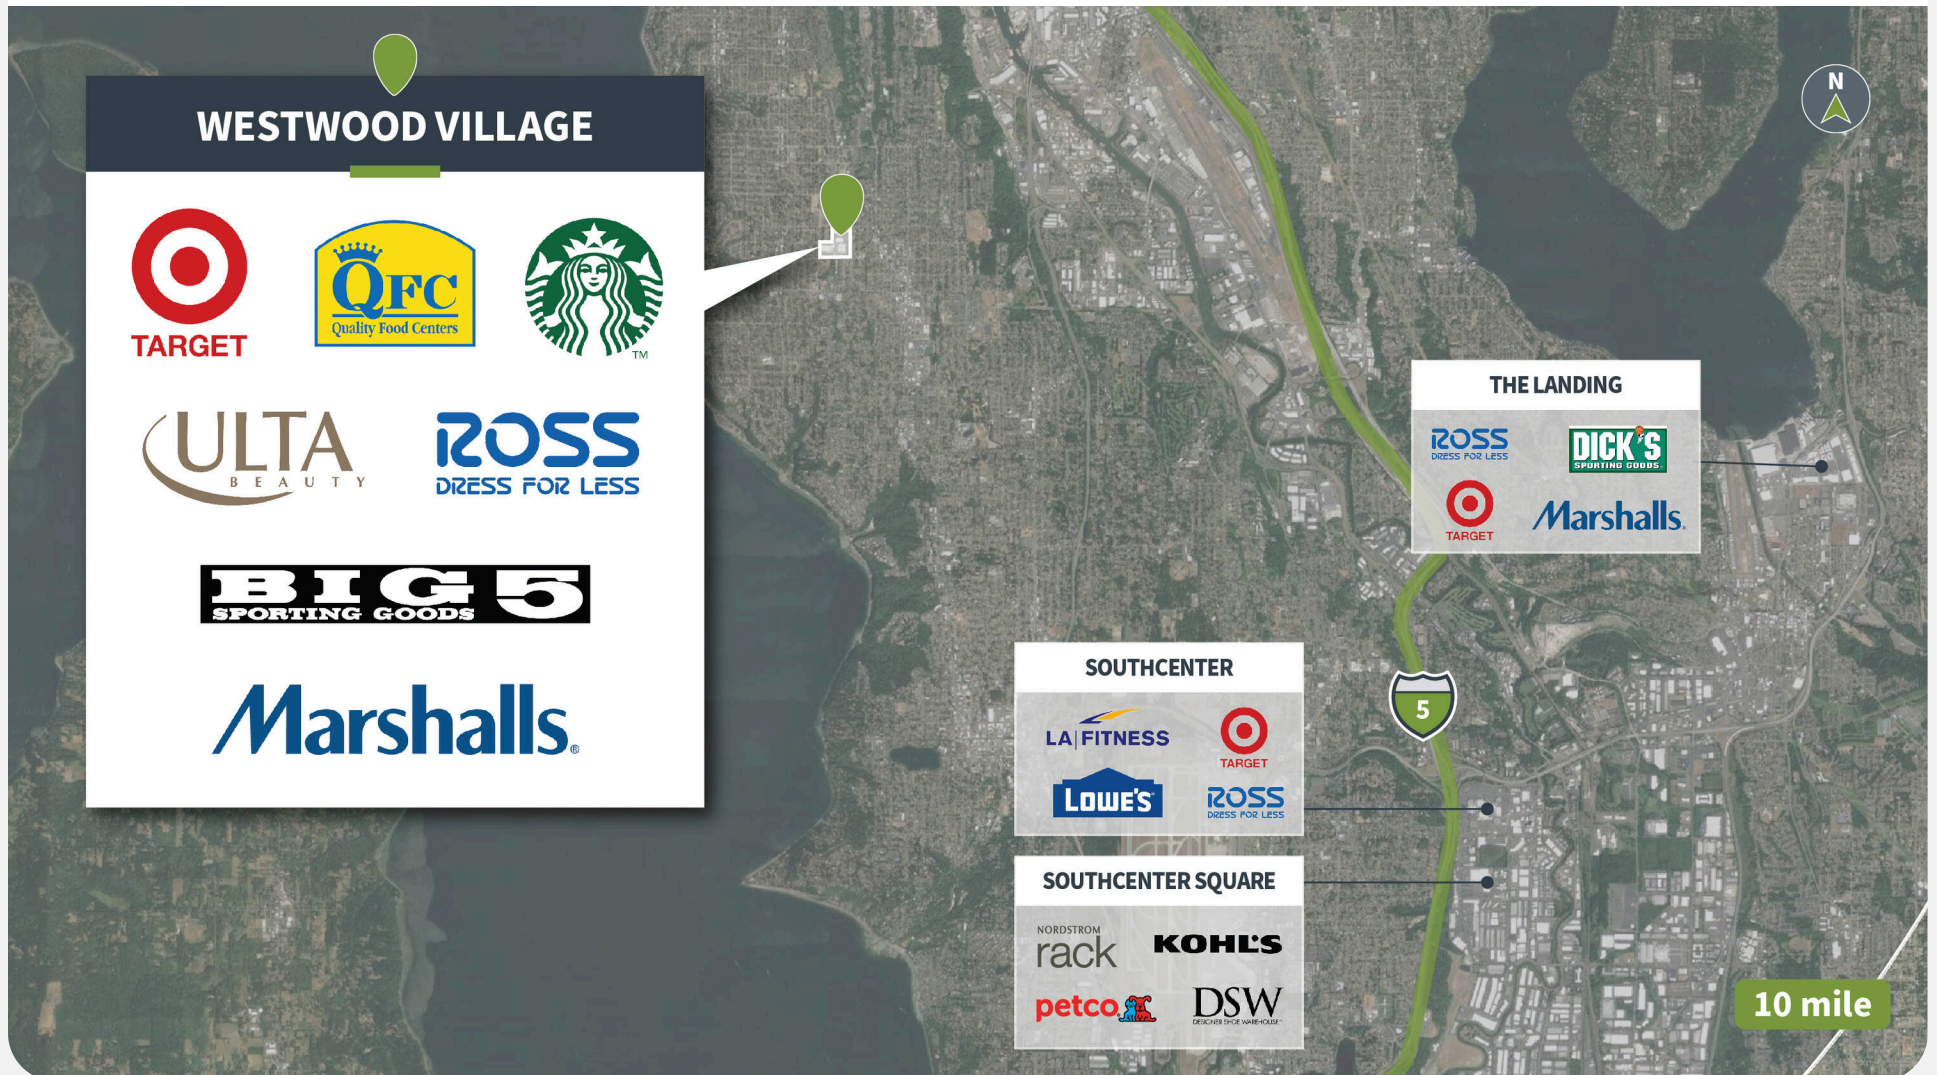 WESTWOOD VILLAGE
TARGET
QFC
Quality Food Centers
TM
ULTA
BEAUTY
ROSS
DRESS FOR LESS
BIG 5
SPORTING GOODS
Marshalls®
N
THE LANDING
ROSS
DRESS FOR LESS
DICK'S
SPORTING GOODS
TARGET
Marshalls.
SOUTHCENTER
LA|FITNESS
TARGET
LOWE'S
ROSS
DRESS FOR LESS
5
SOUTHCENTER SQUARE
NORDSTROM
rack
KOHL'S
petco
DSW
DESIGNER SHOE WAREHOUSE
10 mile